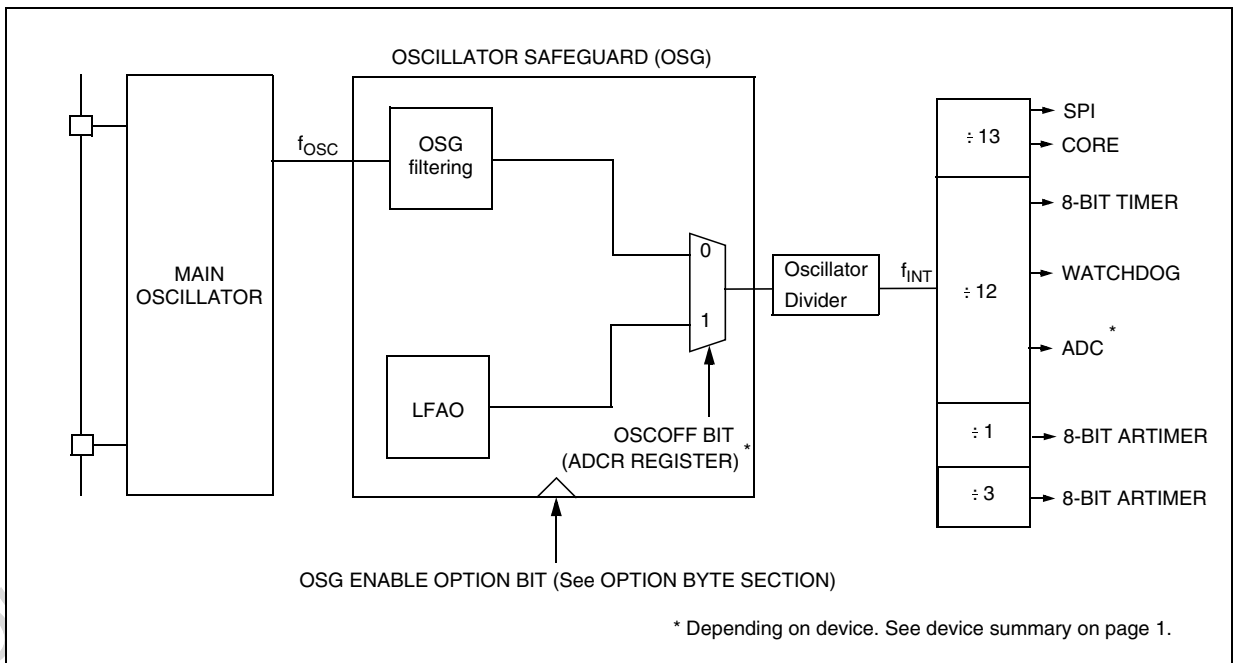 OSCILLATOR SAFEGUARD (OSG)
MAIN
OSCILLATOR
fOSC
OSG
filtering
LFAO
0
1
OSCOFF BIT
(ADCR REGISTER) *
OSG ENABLE OPTION BIT (See OPTION BYTE SECTION)
Oscillator
Divider
fINT
÷ 13
÷ 12
÷ 1
÷ 3
SPI
CORE
8-BIT TIMER
WATCHDOG
ADC *
8-BIT ARTIMER
8-BIT ARTIMER
* Depending on device. See device summary on page 1.